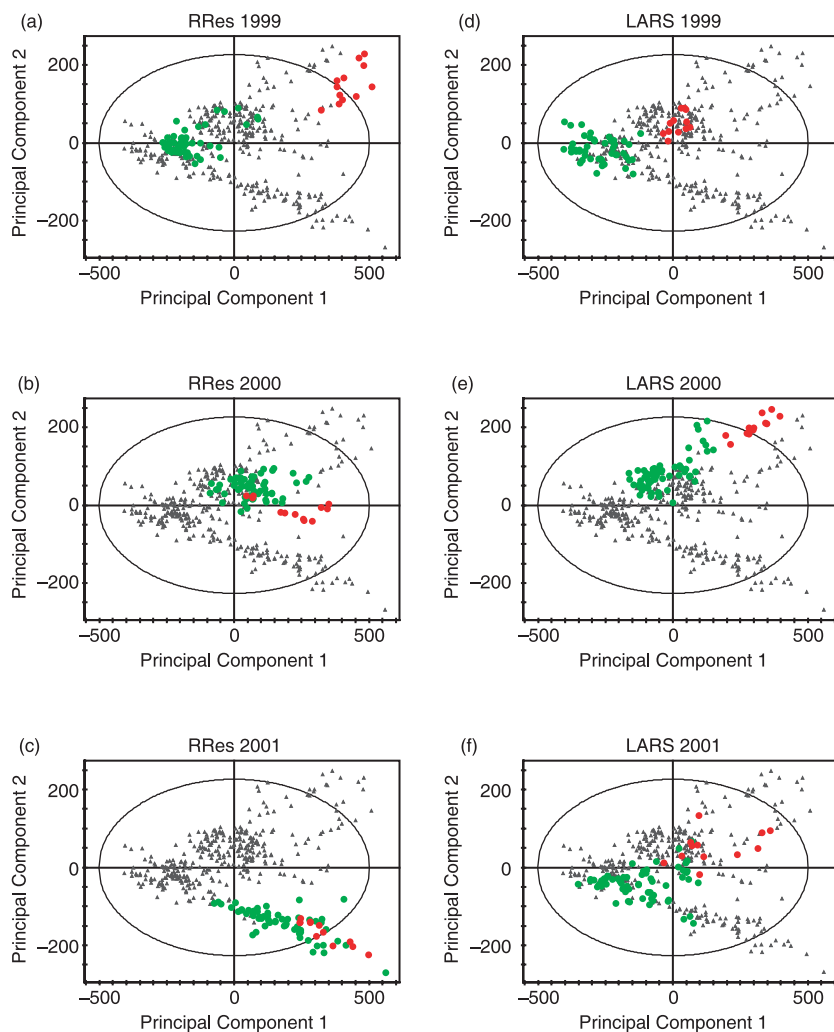 (a)
RRes 1999
Principal Component 2
200
0
−200
−500
0
500
Principal Component 1
(d)
LARS 1999
Principal Component 2
200
0
−200
−500
0
500
Principal Component 1
(b)
RRes 2000
Principal Component 2
200
0
−200
−500
0
500
Principal Component 1
(e)
LARS 2000
Principal Component 2
200
0
−200
−500
0
500
Principal Component 1
(c)
RRes 2001
Principal Component 2
200
0
−200
−500
0
500
Principal Component 1
(f)
LARS 2001
Principal Component 2
200
0
−200
−500
0
500
Principal Component 1